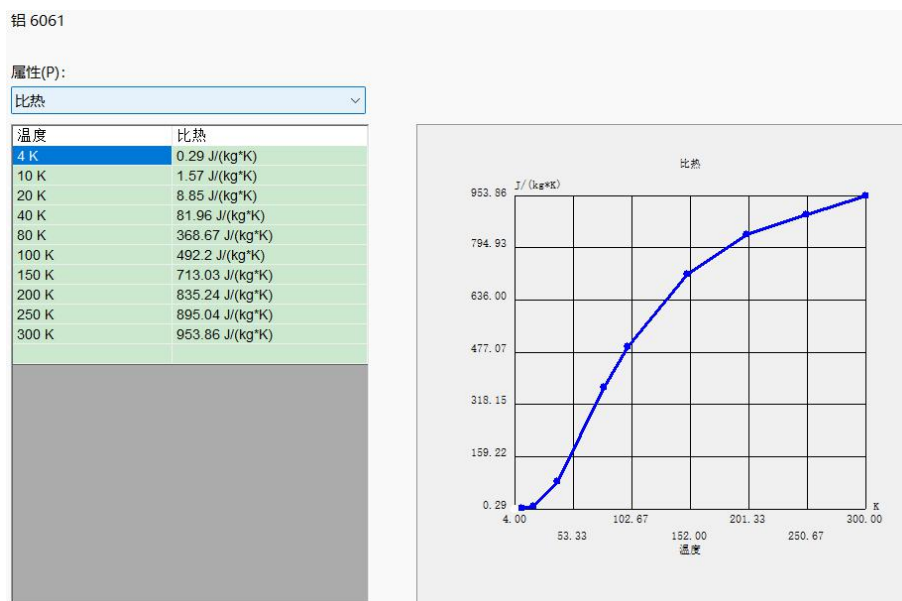 铝 6061
属性(P):
比热
温度 比热
4 K 0.29 J/(kg*K)
10 K 1.57 J/(kg*K)
20 K 8.85 J/(kg*K)
40 K 81.96 J/(kg*K)
80 K 368.67 J/(kg*K)
100 K 492.2 J/(kg*K)
150 K 713.03 J/(kg*K)
200 K 835.24 J/(kg*K)
250 K 895.04 J/(kg*K)
300 K 953.86 J/(kg*K)
比热
J/(kg*K)
953.86
794.93
636.00
477.07
318.15
159.22
0.29
K
4.00 102.67 201.33 300.00
53.33 152.00 250.67
温度